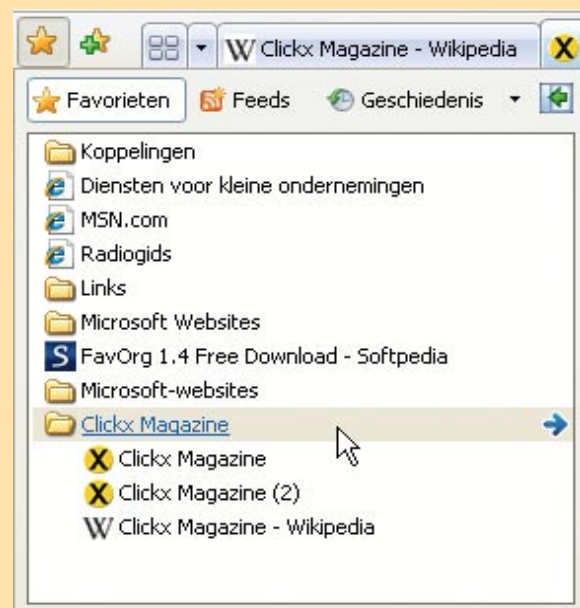 Clickx Magazine - Wikipedia
Favorieten Feeds Geschiedenis
Koppelingen
Diensten voor kleine ondernemingen
MSN.com
Radiogids
Links
Microsoft Websites
FavOrg 1.4 Free Download - Softpedia
Microsoft-websites
Clickx Magazine
Clickx Magazine
Clickx Magazine (2)
Clickx Magazine - Wikipedia